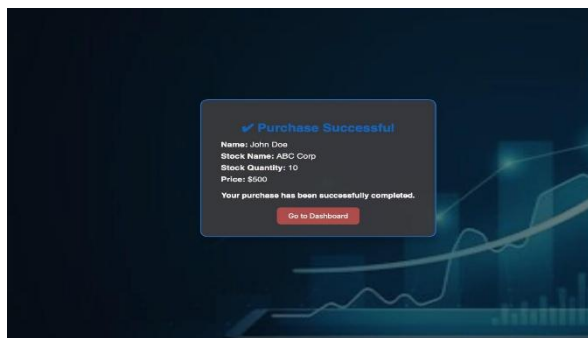 ✔ Purchase Successful
Name: John Doe
Stock Name: ABC Corp
Stock Quantity: 10
Price: $500
Your purchase has been successfully completed.
Go to Dashboard